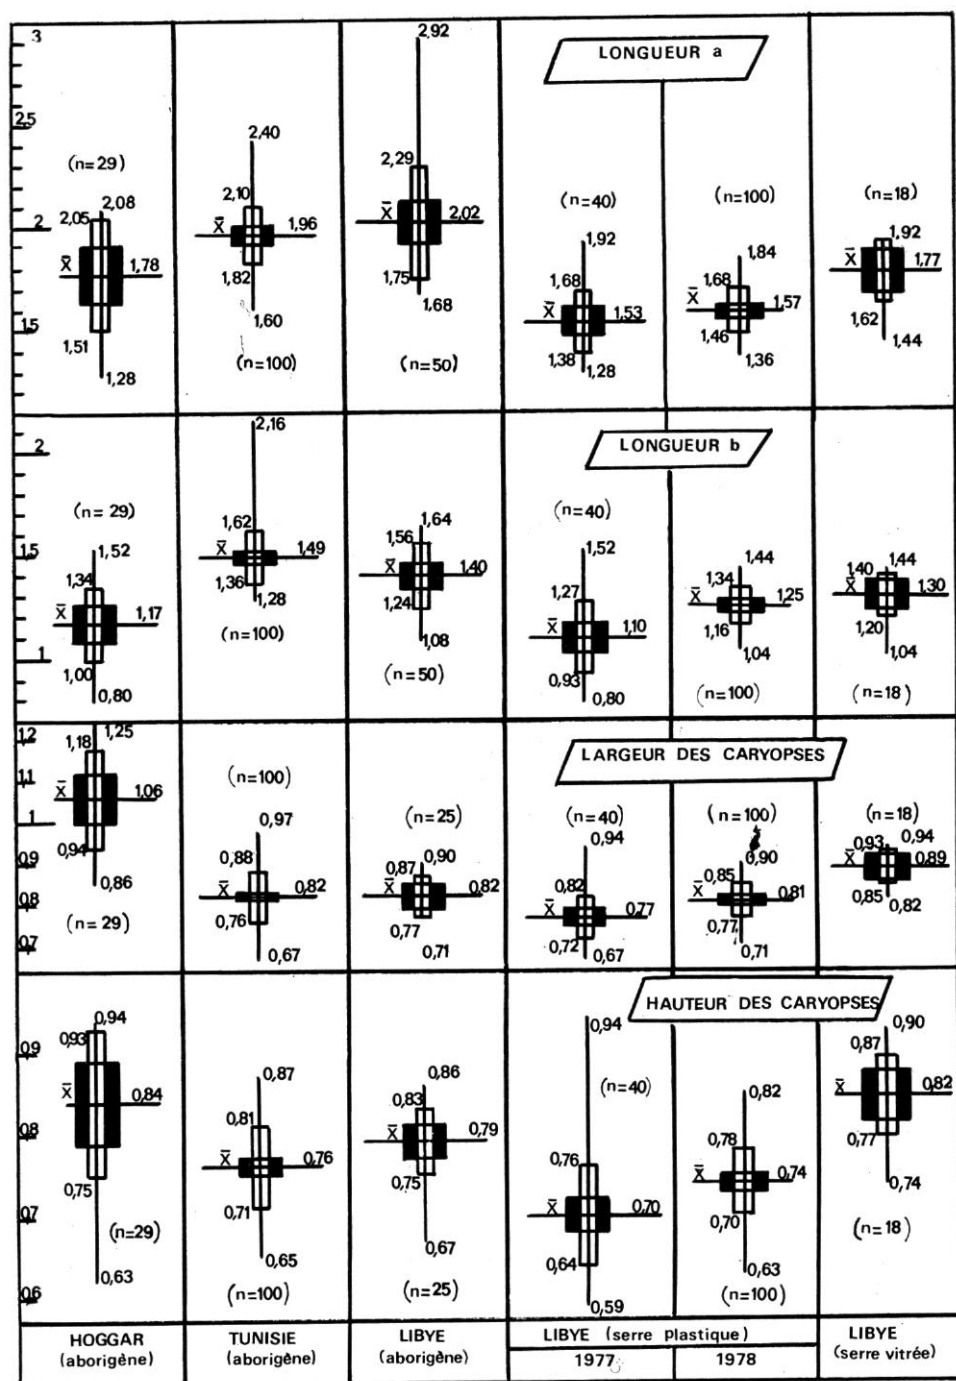 LONGUEUR a
3
2,5
2
1,5
(n=29)
2,05 2,08
X̄ 1,78
1,51
1,28
2,40
2,10
X̄ 1,96
1,82
1,60
(n=100)
2,92
2,29
X̄ 2,02
1,75
1,68
(n=50)
(n=40)
1,92
1,68
X̄ 1,53
1,38
1,28
(n=100)
1,84
1,68
X̄ 1,57
1,46
1,36
(n=18)
1,92
X̄ 1,77
1,62
1,44
LONGUEUR b
2
1,5
1
(n= 29)
1,52
1,34
X̄ 1,17
1,00
0,80
2,16
1,62
X̄ 1,49
1,36
1,28
(n=100)
1,64
1,56
X̄ 1,40
1,24
1,08
(n=50)
(n=40)
1,52
1,27
X̄ 1,10
0,93
0,80
1,44
1,34
X̄ 1,25
1,16
1,04
(n=100)
1,40 1,44
X̄ 1,30
1,20
1,04
(n=18)
LARGEUR DES CARYOPSES
1,2
1,1
1
0,9
0,8
0,7
1,18 1,25
X̄ 1,06
0,94
0,86
(n=29)
(n=100)
0,97
0,88
X̄ 0,82
0,76
0,67
(n=25)
0,90
0,87
X̄ 0,82
0,77
0,71
(n=40)
0,94
0,82
X̄ 0,77
0,72
0,67
(n=100)
0,90
0,85
X̄ 0,81
0,77
0,71
(n=18)
0,93 0,94
X̄ 0,89
0,85
0,82
HAUTEUR DES CARYOPSES
0,9
0,8
0,7
0,6
0,93 0,94
X̄ 0,84
0,75
(n=29)
0,63
0,87
0,81
X̄ 0,76
0,71
0,65
(n=100)
0,86
0,83
X̄ 0,79
0,75
0,67
(n=25)
0,94
(n=40)
0,76
X̄ 0,70
0,64
0,59
0,82
0,78
X̄ 0,74
0,70
0,63
(n=100)
0,90
0,87
X̄ 0,82
0,77
0,74
(n=18)
HOGGAR
(aborigène)
TUNISIE
(aborigène)
LIBYE
(aborigène)
LIBYE (serre plastique)
1977
1978
LIBYE
(serre vitrée)